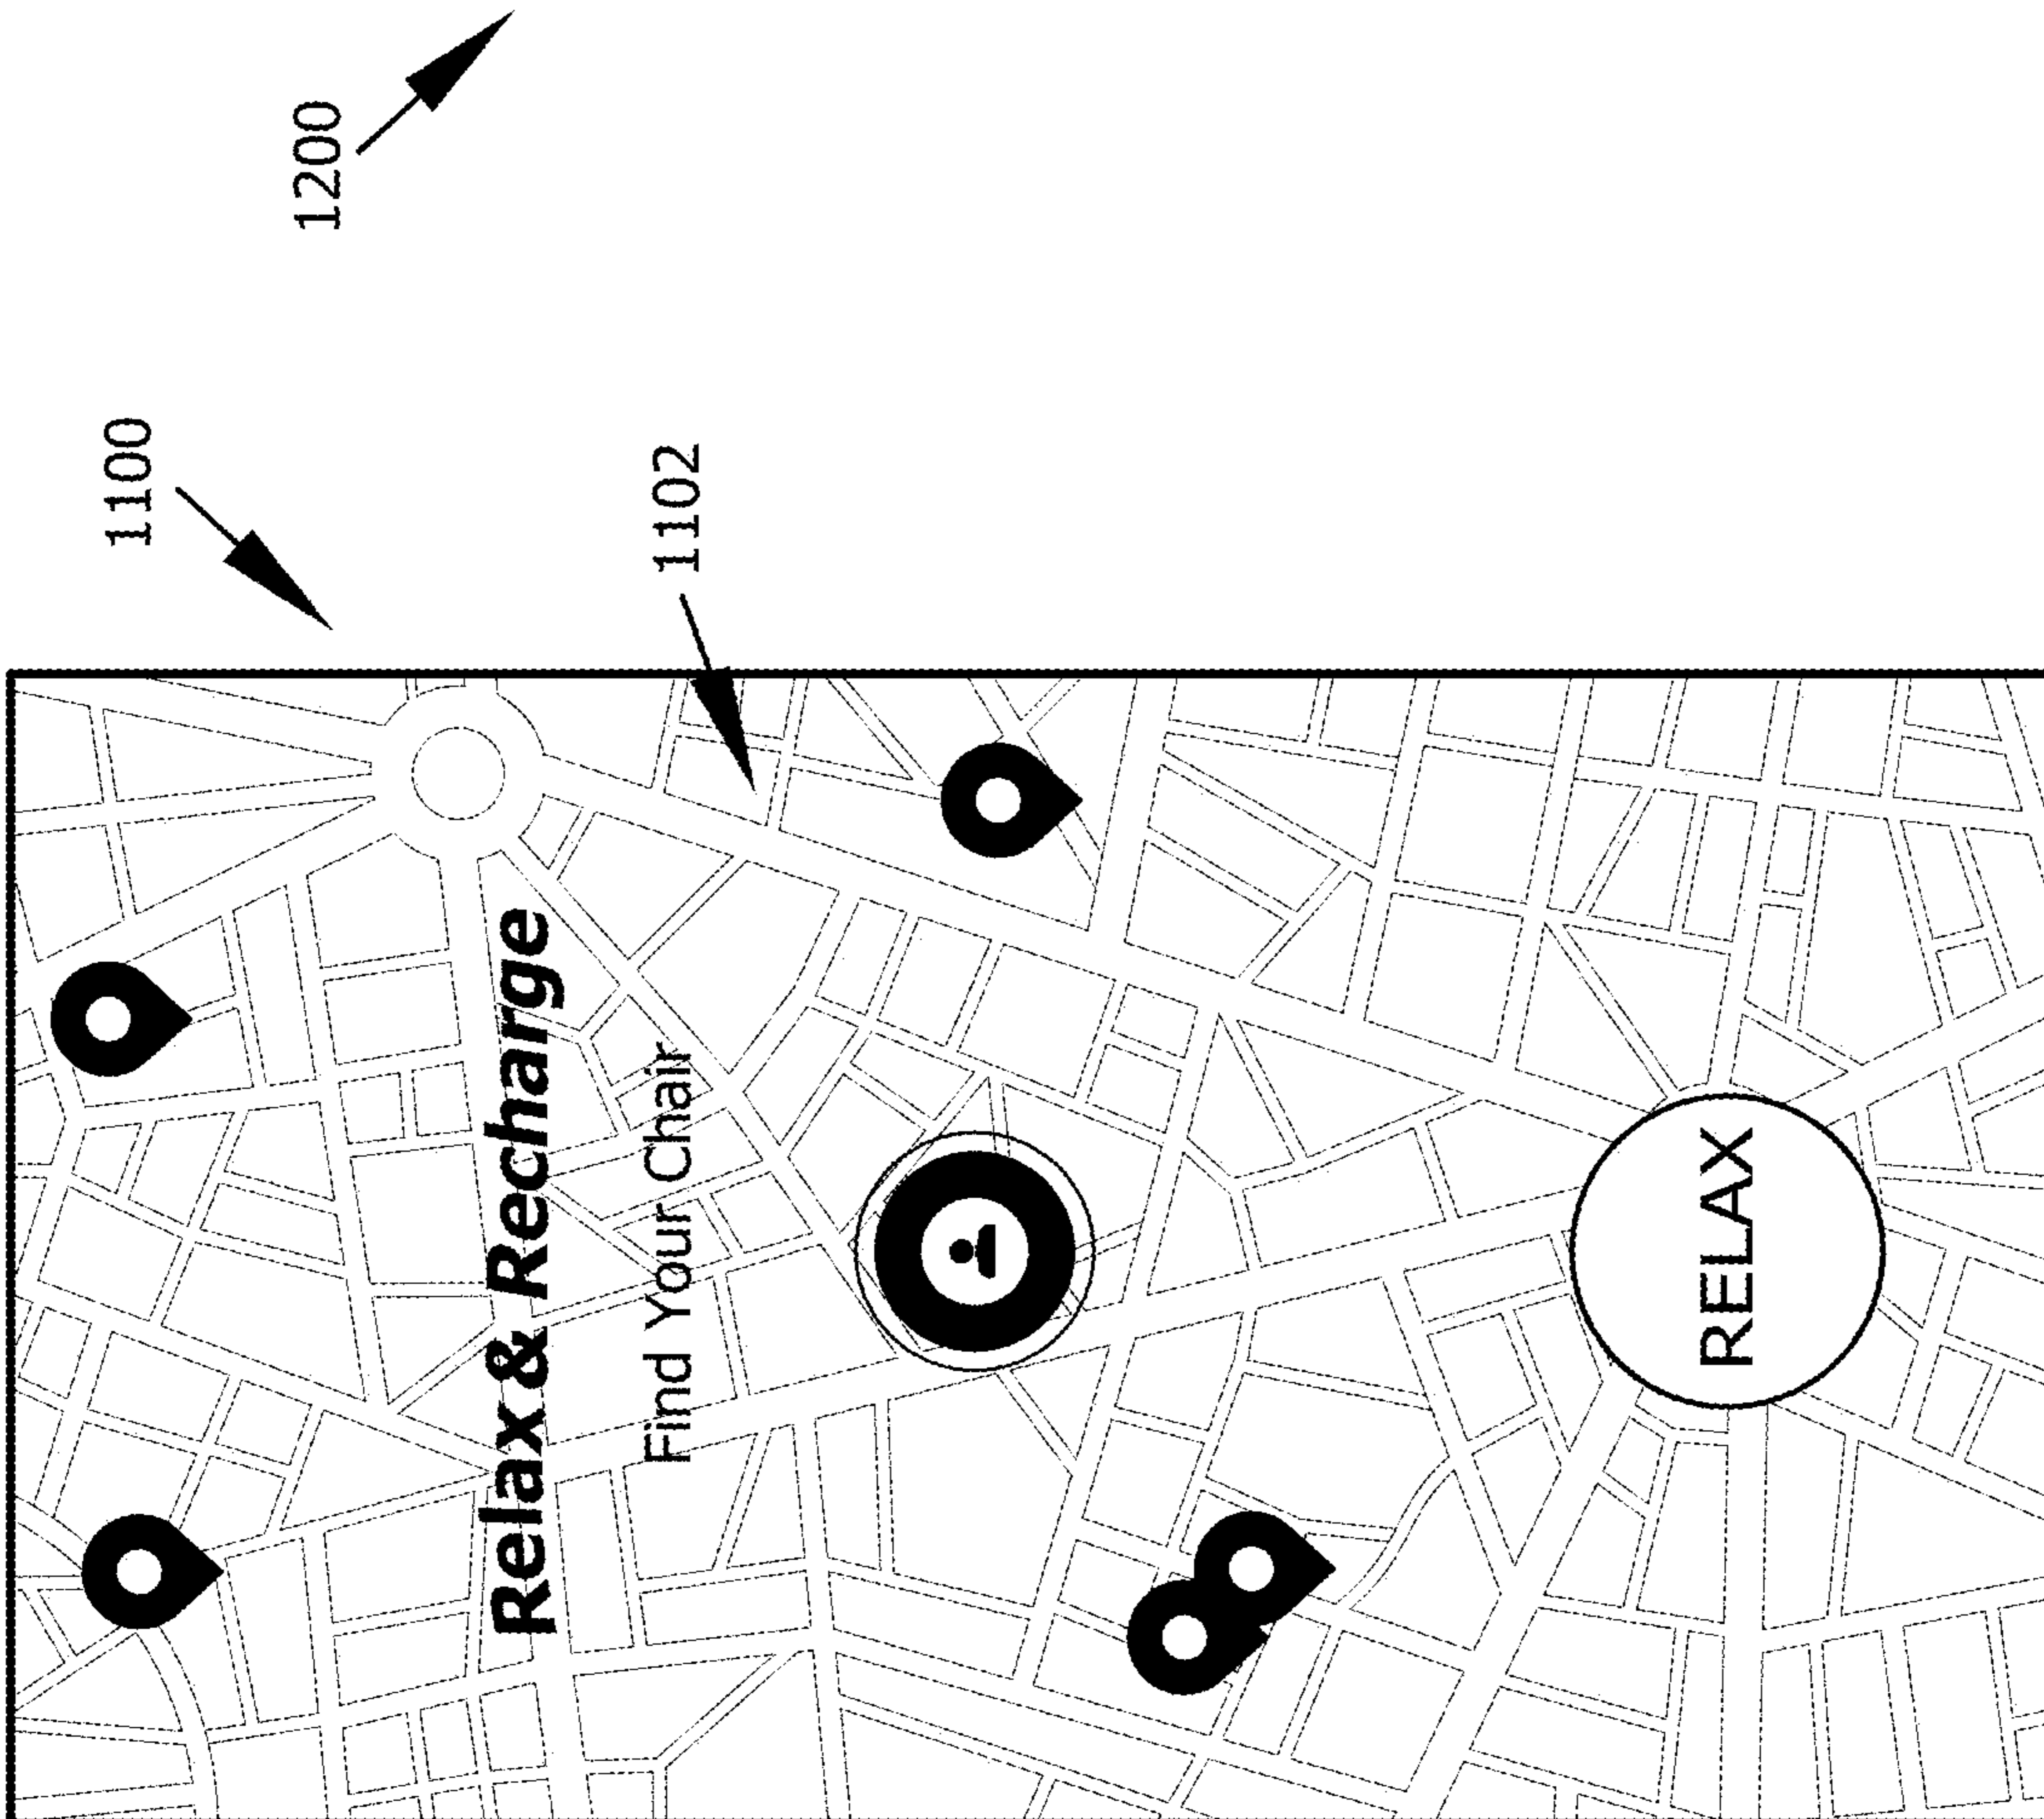 1200
1100
1102
Relax & Recharge
Find Your Chair
RELAX